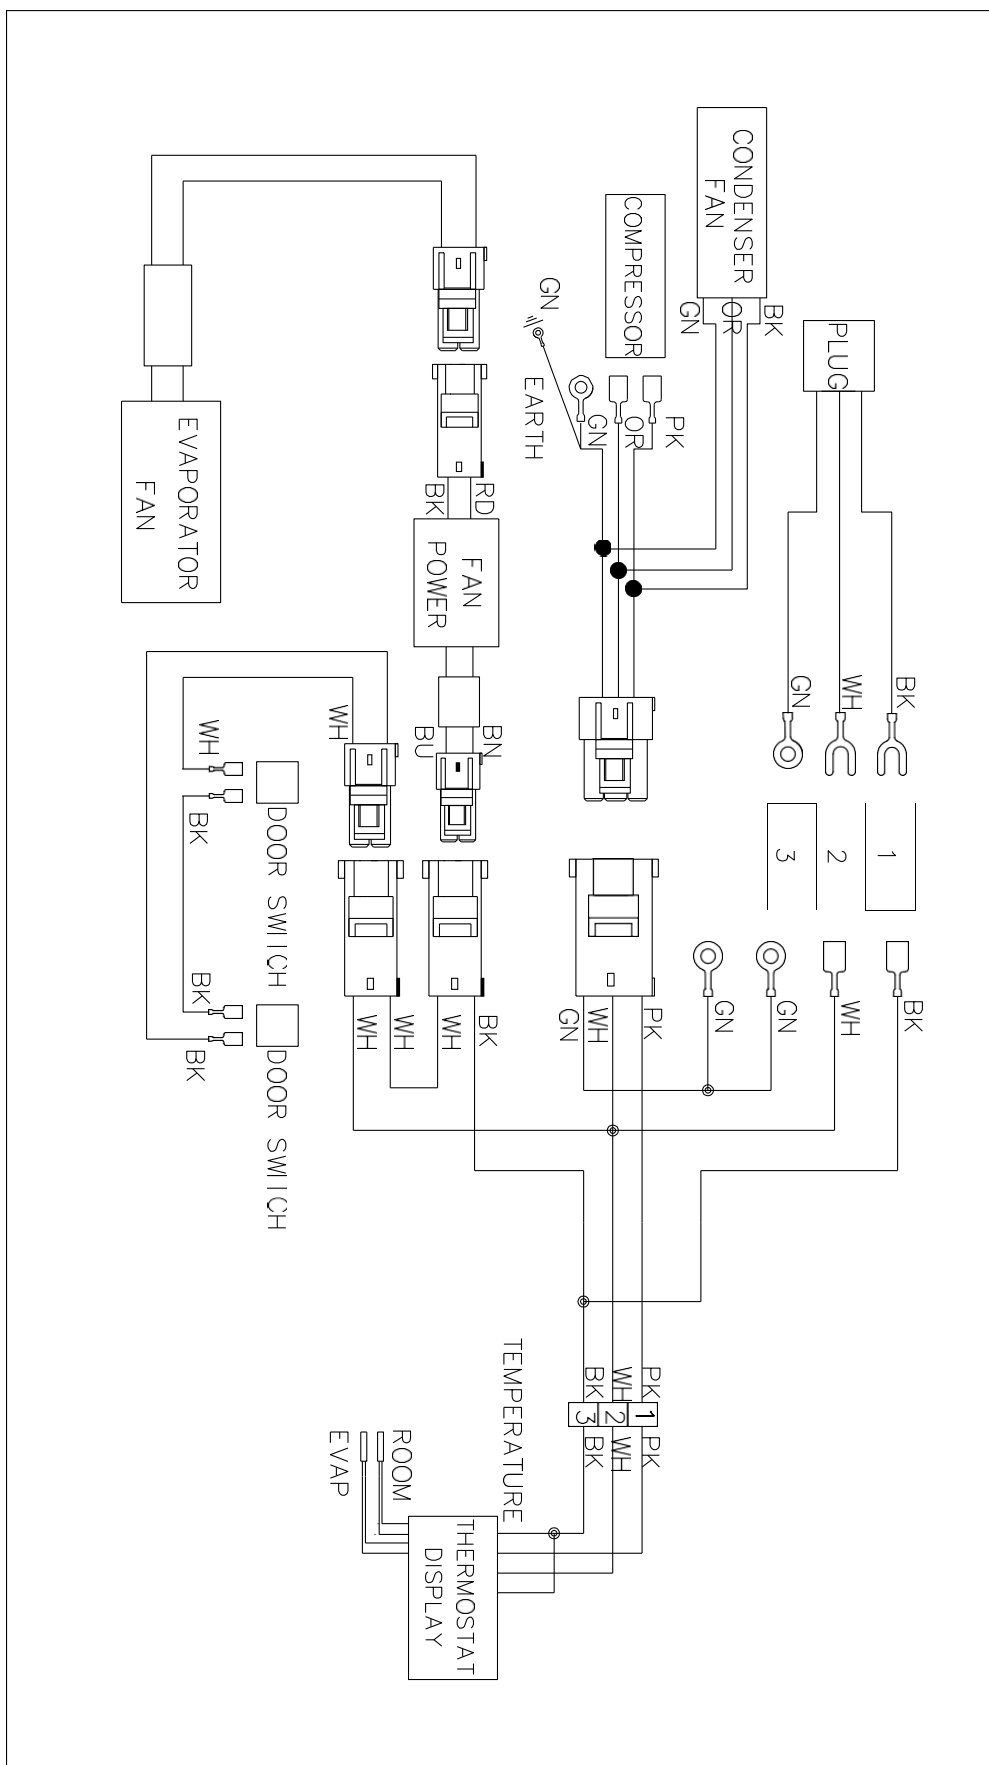 BK
BK
1
WH
WH
PLUG
2
GN
3
GN
BK
CONDENSER
FAN
OR
GN
GN
PK
PK
PK
1
PK
COMPRESSOR
OR
WH
2
WH
GN
WH
BK
3
BK
GN
GN
EARTH
TEMPERATURE
RD
BN
BK
FAN
POWER
THERMOSTAT
DISPLAY
BK
BU
WH
WH
ROOM
WH
WH
EVAP
DOOR SWIICH
DOOR SWIICH
WH
BK
BK
BK
EVAPORATOR
FAN